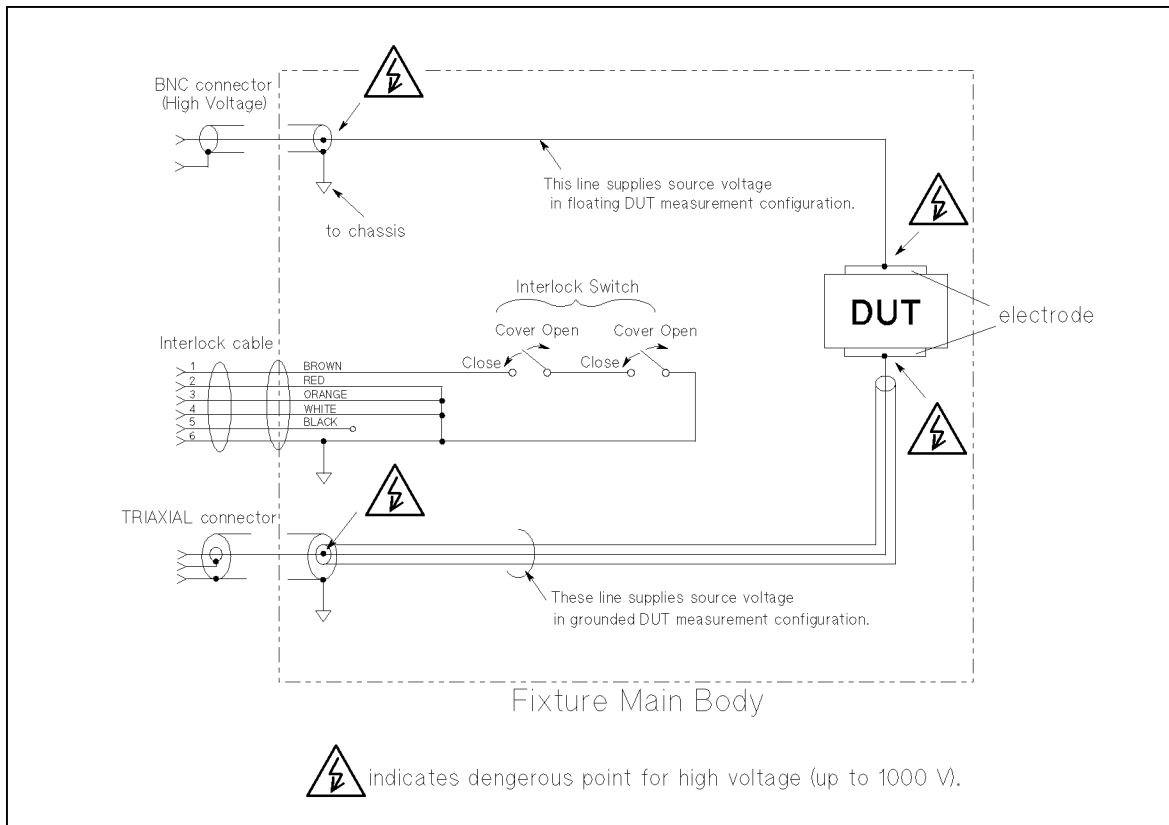 BNC connector
(High Voltage)
This line supplies source voltage
in floating DUT measurement configuration.
to chassis
DUT
electrode
Interlock Switch
Cover Open
Cover Open
Close
Close
Interlock cable
1 BROWN
2 RED
3 ORANGE
4 WHITE
5 BLACK
6
TRIAXIAL connector
These line supplies source voltage
in grounded DUT measurement configuration.
Fixture Main Body
indicates dengerous point for high voltage (up to 1000 V).